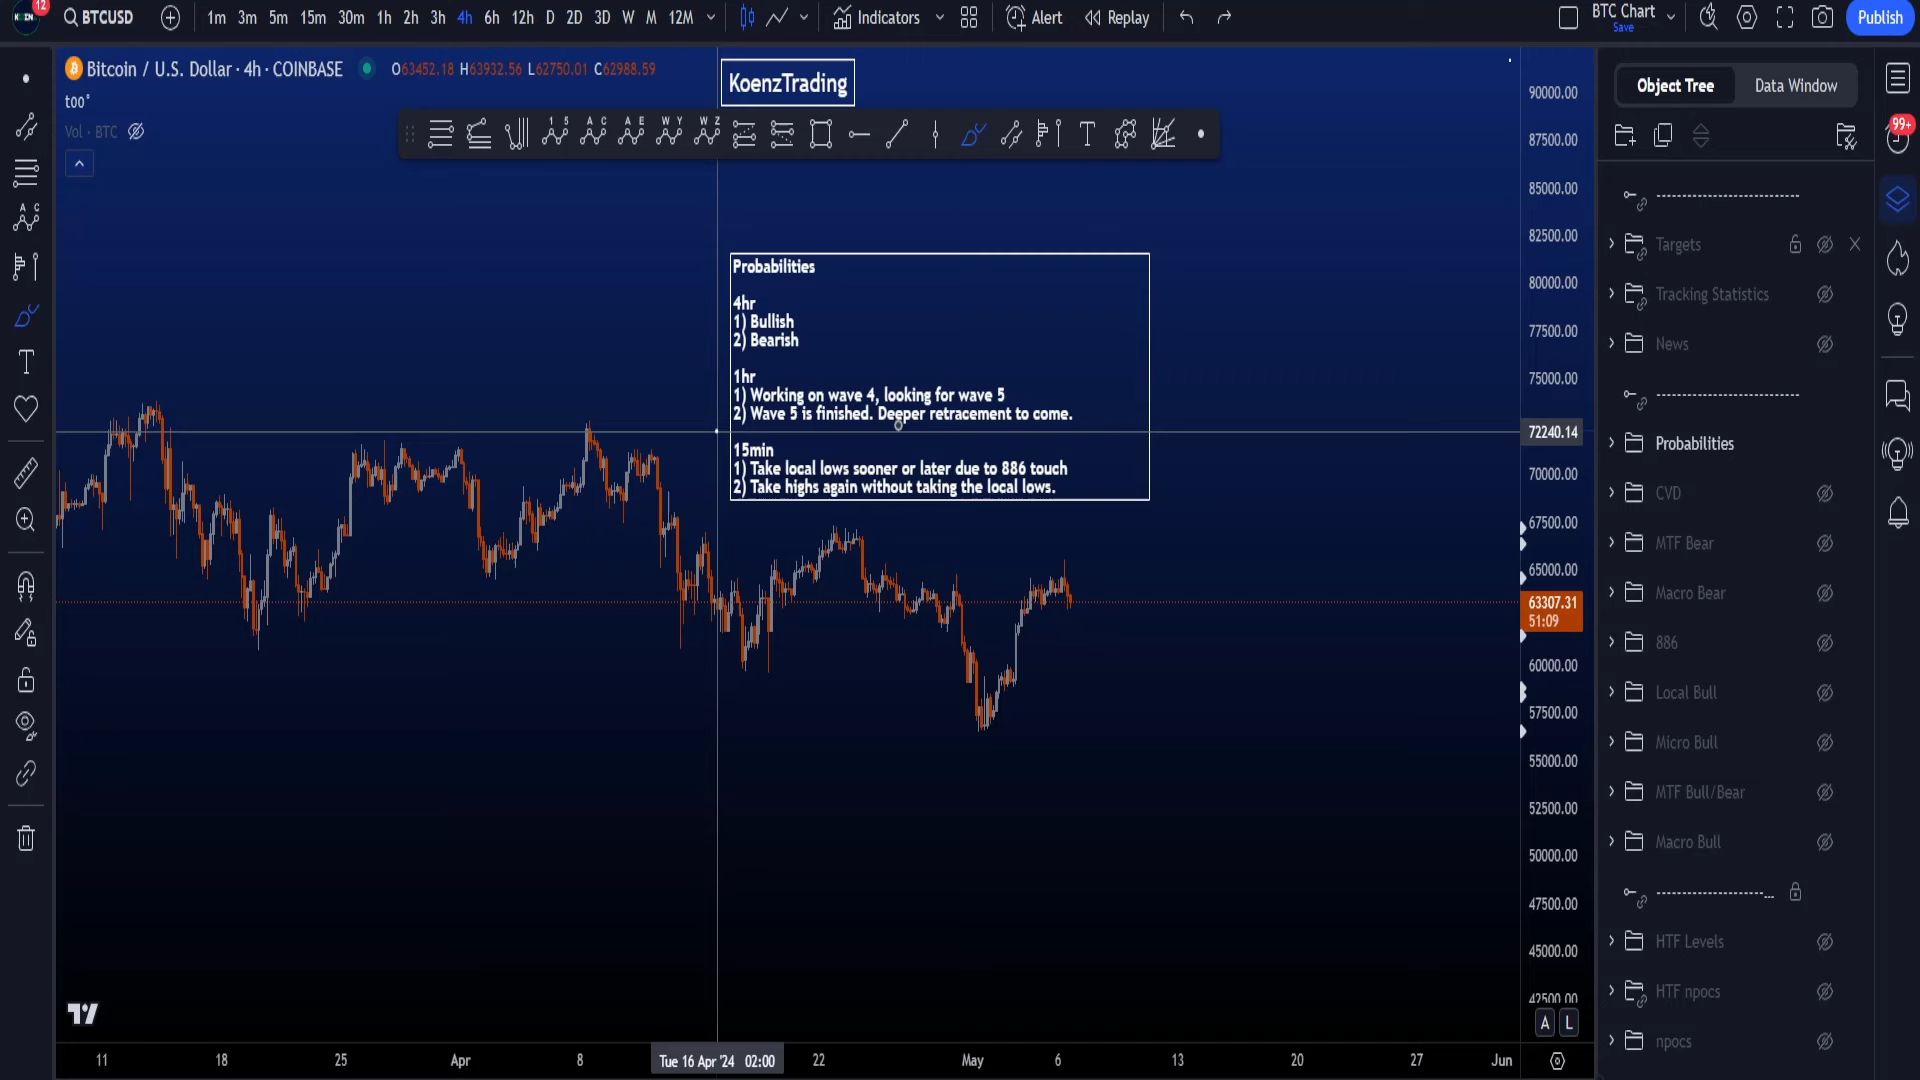 12
BTCUSD
1m 3m 5m 15m 30m 1h 2h 3h 4h 6h 12h D 2D 3D W M 12M
Indicators
Alert
Replay
BTC Chart
Save
Publish
Bitcoin / U.S. Dollar · 4h · COINBASE
O63452.18 H63932.56 L62750.01 C62988.59
Vol · BTC
KoenzTrading
Probabilities
4hr
1) Bullish
2) Bearish
1hr
1) Working on wave 4, looking for wave 5
2) Wave 5 is finished. Deeper retracement to come.
15min
1) Take local lows sooner or later due to 886 touch
2) Take highs again without taking the local lows.
90000.00
87500.00
85000.00
82500.00
80000.00
77500.00
75000.00
72240.14
70000.00
67500.00
65000.00
63307.31
51:09
60000.00
57500.00
55000.00
52500.00
50000.00
47500.00
45000.00
42500.00
A L
11 18 25 Apr 8 Tue 16 Apr '24 02:00 22 May 6 13 20 27 Jun
Object Tree
Data Window
99+
Targets
Tracking Statistics
News
Probabilities
CVD
MTF Bear
Macro Bear
886
Local Bull
Micro Bull
MTF Bull/Bear
Macro Bull
HTF Levels
HTF npocs
npocs